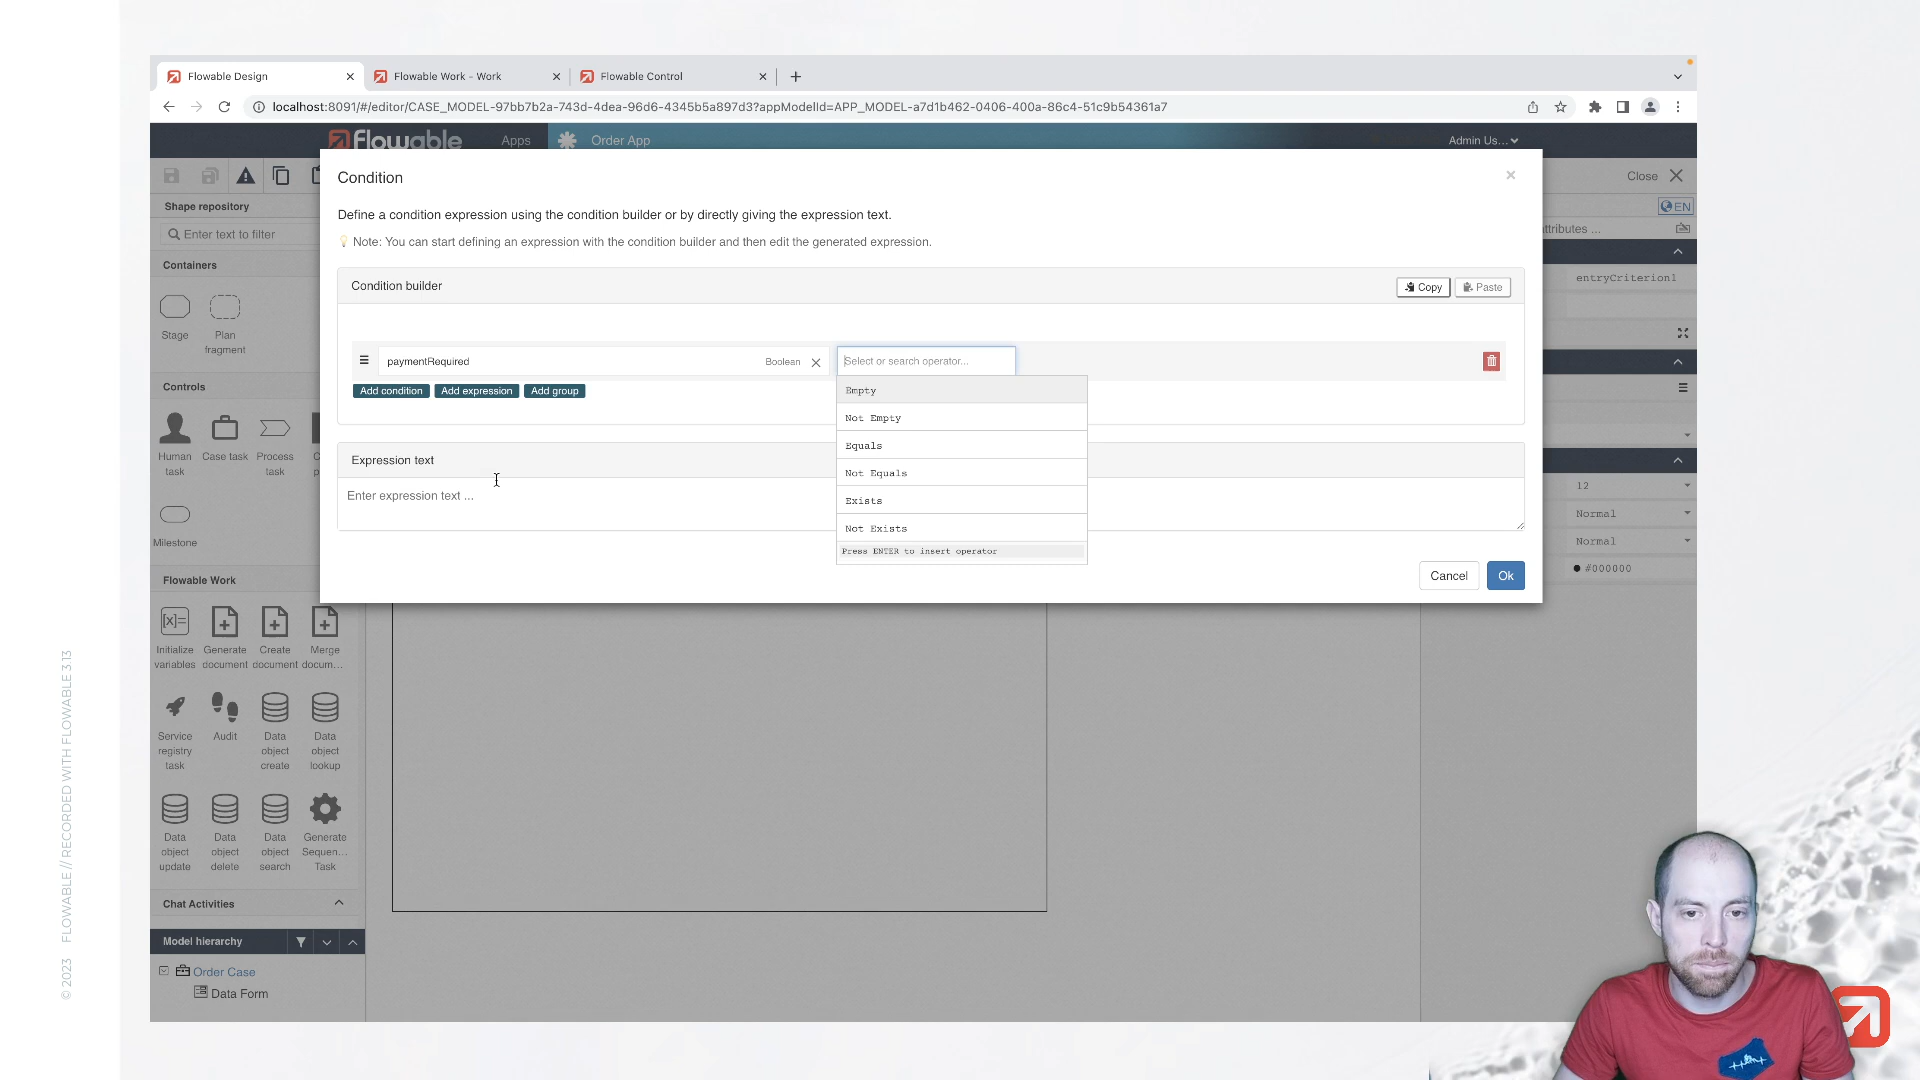 Flowable Design
Flowable Work - Work
Flowable Control
localhost:8091/#/editor/CASE_MODEL-97bb7b2a-743d-4dea-96d6-4345b5a897d3?appModelId=APP_MODEL-a7d1b462-0406-400a-86c4-51c9b54361a7
Flowable
Apps
Order App
Admin Us...
Close
EN
Shape repository
Enter text to filter
Containers
Stage
Plan
fragment
Controls
Human
task
Case task
Process
task
Milestone
Flowable Work
Initialize
variables
Generate
document
Create
document
Merge
docum...
Service
registry
task
Audit
Data
object
create
Data
object
lookup
Data
object
update
Data
object
delete
Data
object
search
Generate
Sequen...
Task
Chat Activities
Model hierarchy
Order Case
Data Form
Condition
Define a condition expression using the condition builder or by directly giving the expression text.
Note: You can start defining an expression with the condition builder and then edit the generated expression.
Condition builder
Copy
Paste
paymentRequired
Boolean
Select or search operator...
Add condition
Add expression
Add group
Empty
Not Empty
Equals
Not Equals
Exists
Not Exists
Press ENTER to insert operator
Expression text
Enter expression text ...
Cancel
Ok
ttributes ...
entryCriterion1
12
Normal
Normal
#000000
© 2023 FLOWABLE // RECORDED WITH FLOWABLE 3.13